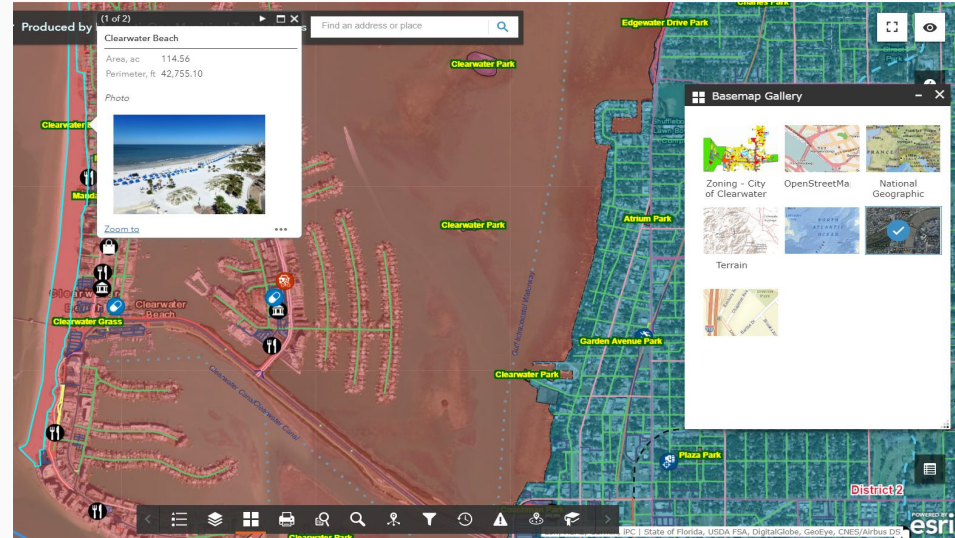 Produced by
(1 of 2)
Clearwater Beach
Area, ac 114.56
Perimeter, ft 42,755.10
Photo
Zoom to
Find an address or place
Charles Park
Edgewater Drive Park
Clearwater Park
Basemap Gallery
Zoning - City
of Clearwater
OpenStreetMa
National
Geographic
Terrain
Clearwater Park
Atrium Park
Clearwater
Beach
Clearwater Grass
Garden Avenue Park
Clearwater Park
Plaza Park
District 2
Clearwater Park
IPC | State of Florida, USDA FSA, DigitalGlobe, GeoEye, CNES/Airbus DS
POWERED BY
esri